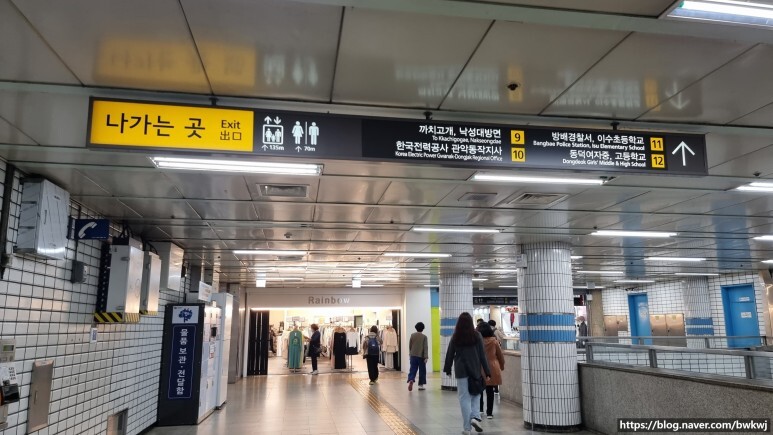 나가는 곳
Exit
出口
135m
70m
까치고개, 낙성대방면
To Kkachigogae, Nakseongdae
한국전력공사 관악동작지사
Korea Electric Power Gwanak·Dongjak Regional Office
9
10
방배경찰서, 이수초등학교
Bangbae Police Station, Isu Elementary School
동덕여자중, 고등학교
Dongdeok Girls' Middle & High School
11
12
Rainbow
물품보관·전달함
https://blog.naver.com/bwkwj